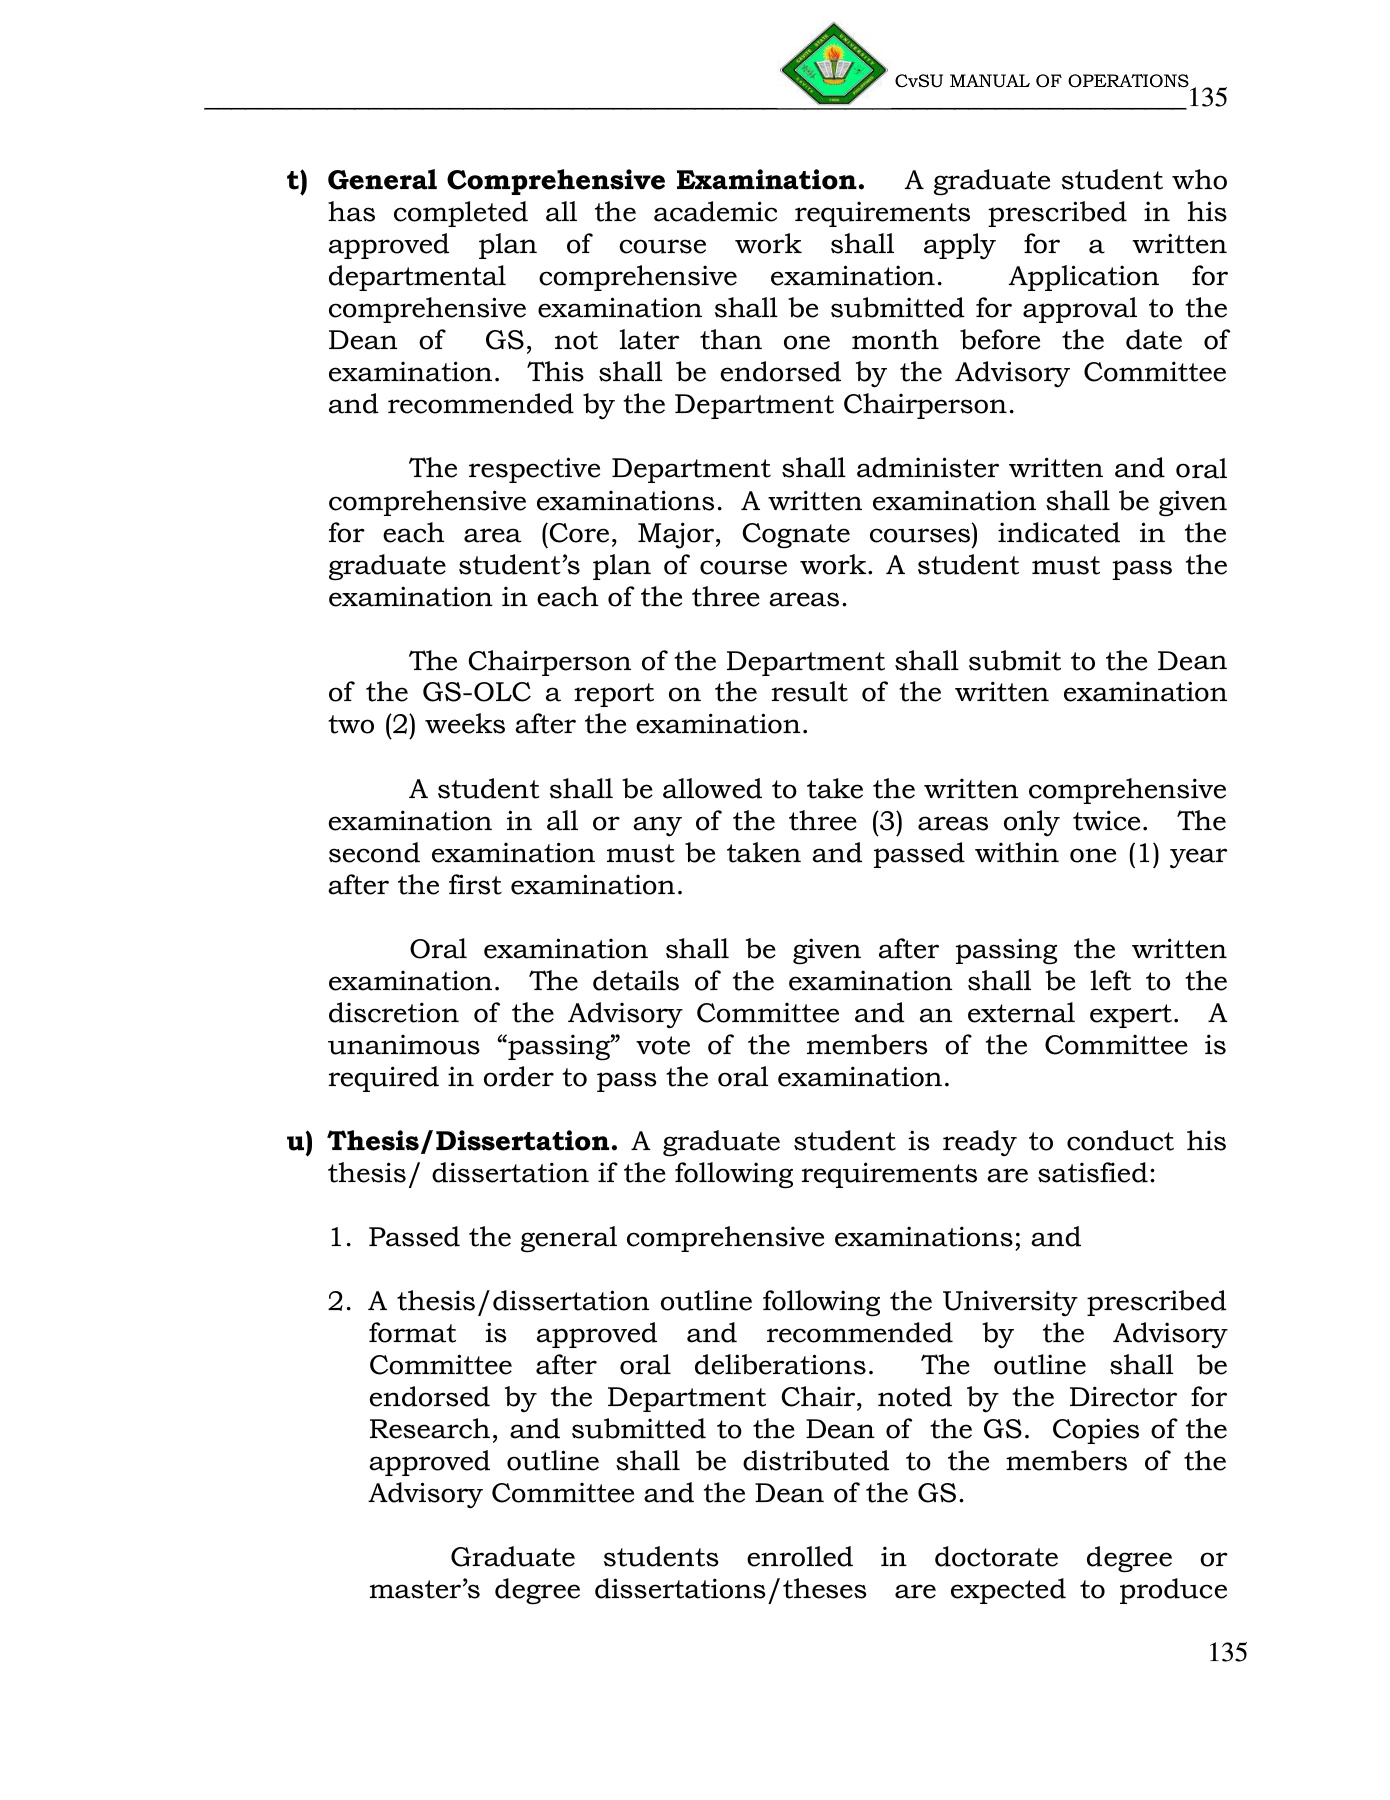 CvSU MANUAL OF OPERATIONS
135
t) General Comprehensive Examination. A graduate student who
has completed all the academic requirements prescribed in his
approved plan of course work shall apply for a written
departmental comprehensive examination. Application for
comprehensive examination shall be submitted for approval to the
Dean of GS, not later than one month before the date of
examination. This shall be endorsed by the Advisory Committee
and recommended by the Department Chairperson.
The respective Department shall administer written and oral
comprehensive examinations. A written examination shall be given
for each area (Core, Major, Cognate courses) indicated in the
graduate student’s plan of course work. A student must pass the
examination in each of the three areas.
The Chairperson of the Department shall submit to the Dean
of the GS-OLC a report on the result of the written examination
two (2) weeks after the examination.
A student shall be allowed to take the written comprehensive
examination in all or any of the three (3) areas only twice. The
second examination must be taken and passed within one (1) year
after the first examination.
Oral examination shall be given after passing the written
examination. The details of the examination shall be left to the
discretion of the Advisory Committee and an external expert. A
unanimous “passing” vote of the members of the Committee is
required in order to pass the oral examination.
u) Thesis/Dissertation. A graduate student is ready to conduct his
thesis/ dissertation if the following requirements are satisfied:
1. Passed the general comprehensive examinations; and
2. A thesis/dissertation outline following the University prescribed
format is approved and recommended by the Advisory
Committee after oral deliberations. The outline shall be
endorsed by the Department Chair, noted by the Director for
Research, and submitted to the Dean of the GS. Copies of the
approved outline shall be distributed to the members of the
Advisory Committee and the Dean of the GS.
Graduate students enrolled in doctorate degree or
master’s degree dissertations/theses are expected to produce
135